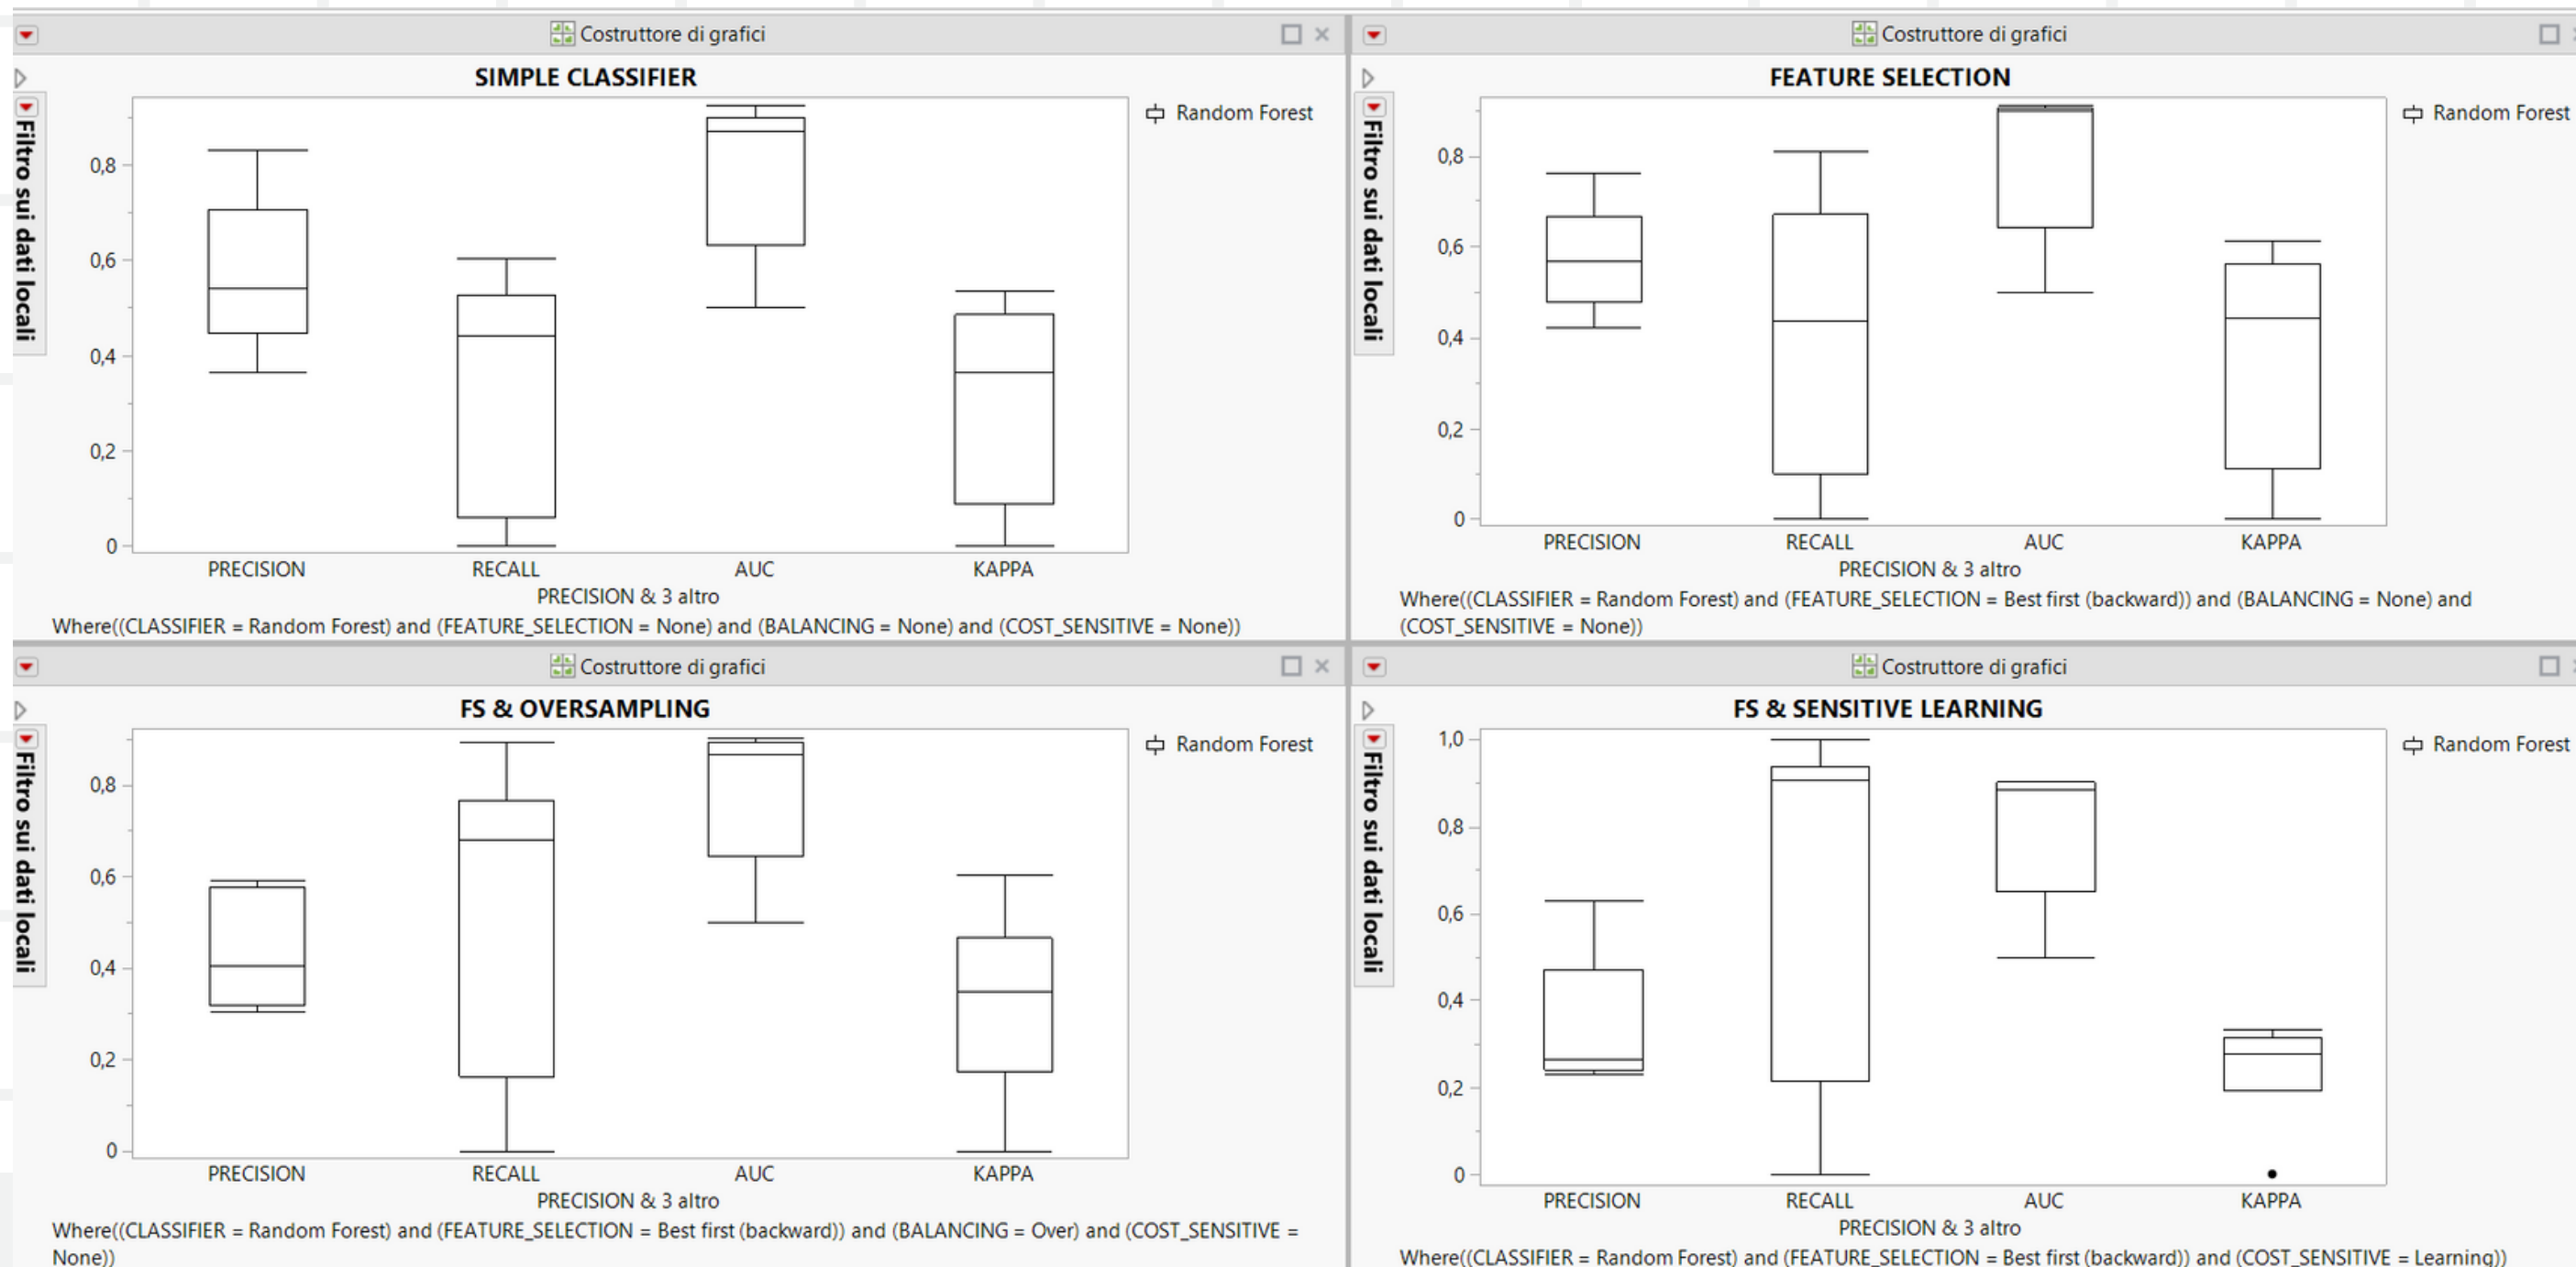 Costruttore di grafici
SIMPLE CLASSIFIER
Filtro sui dati locali
0,8
0,6
0,4
0,2
0
PRECISION RECALL AUC KAPPA
PRECISION & 3 altro
Where((CLASSIFIER = Random Forest) and (FEATURE_SELECTION = None) and (BALANCING = None) and (COST_SENSITIVE = None))
Random Forest
Costruttore di grafici
FEATURE SELECTION
Filtro sui dati locali
0,8
0,6
0,4
0,2
0
PRECISION RECALL AUC KAPPA
PRECISION & 3 altro
Where((CLASSIFIER = Random Forest) and (FEATURE_SELECTION = Best first (backward)) and (BALANCING = None) and
(COST_SENSITIVE = None))
Random Forest
Costruttore di grafici
FS & OVERSAMPLING
Filtro sui dati locali
0,8
0,6
0,4
0,2
0
PRECISION RECALL AUC KAPPA
PRECISION & 3 altro
Where((CLASSIFIER = Random Forest) and (FEATURE_SELECTION = Best first (backward)) and (BALANCING = Over) and (COST_SENSITIVE =
None))
Random Forest
Costruttore di grafici
FS & SENSITIVE LEARNING
Filtro sui dati locali
1,0
0,8
0,6
0,4
0,2
0
PRECISION RECALL AUC KAPPA
PRECISION & 3 altro
Where((CLASSIFIER = Random Forest) and (FEATURE_SELECTION = Best first (backward)) and (COST_SENSITIVE = Learning))
Random Forest